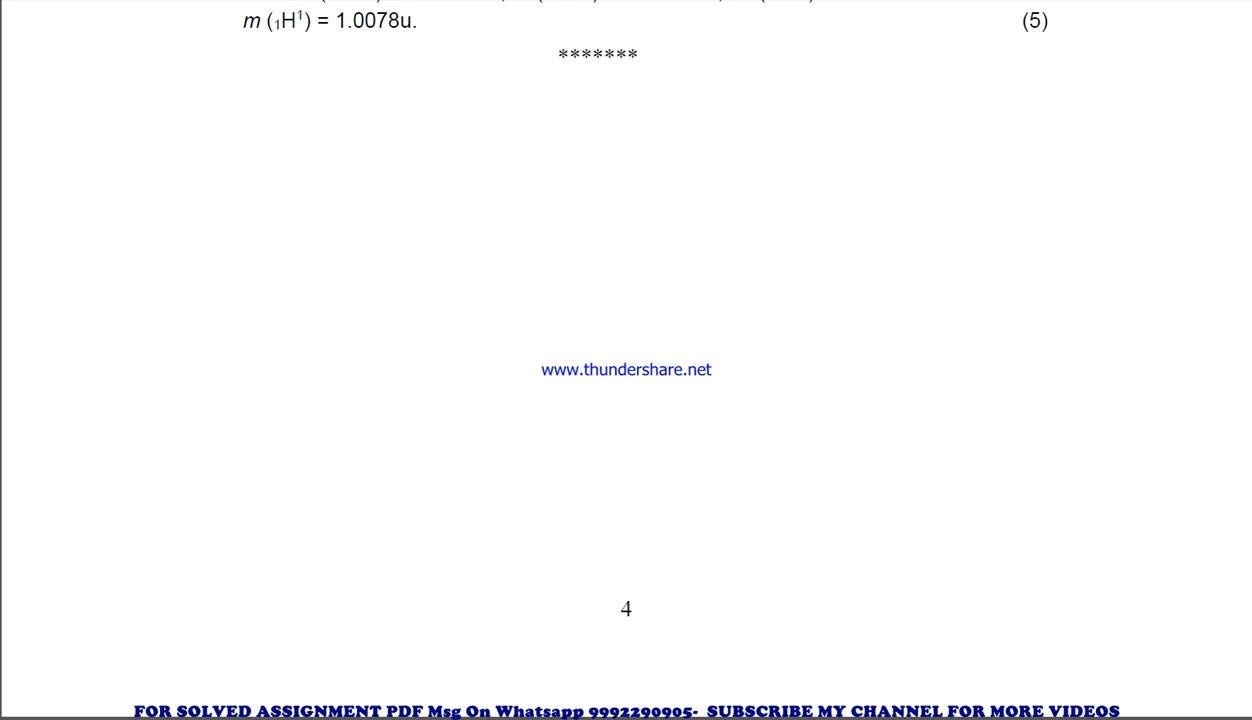 m (₁H¹) = 1.0078u. (5)
*******
www.thundershare.net
4
FOR SOLVED ASSIGNMENT PDF Msg On Whatsapp 9992290905- SUBSCRIBE MY CHANNEL FOR MORE VIDEOS